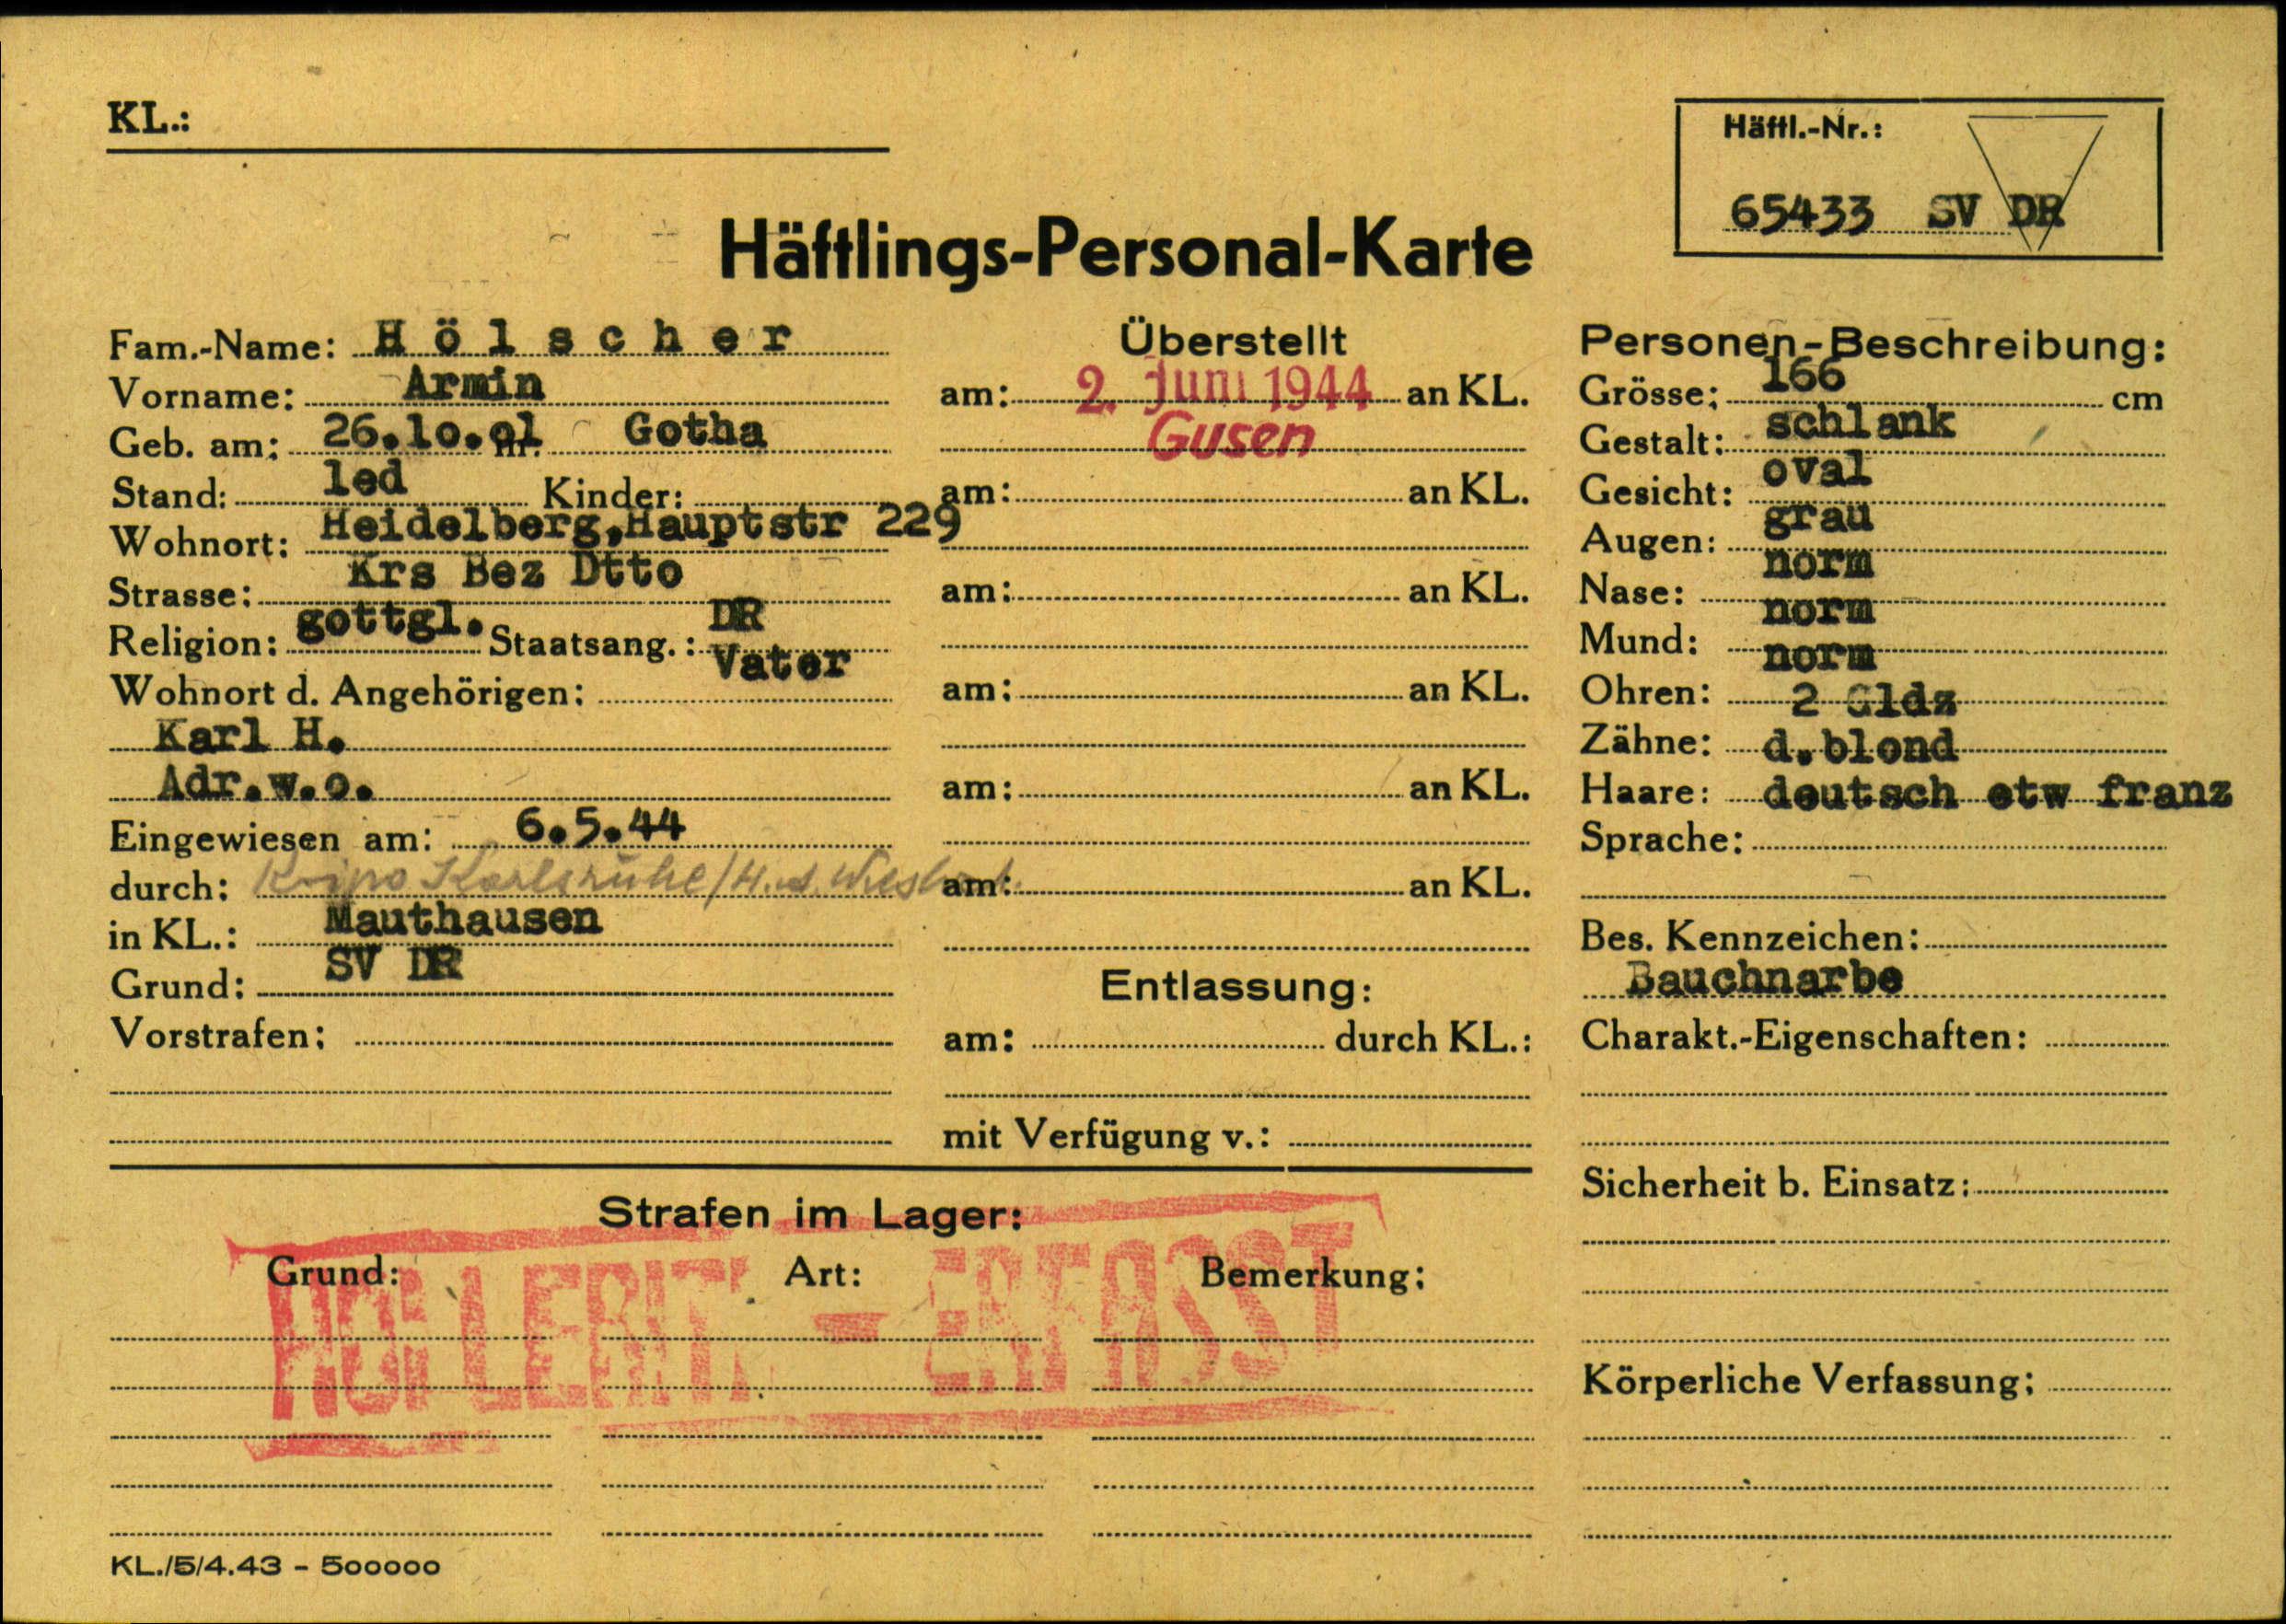 KL.:
Häftl.-Nr.:
65433 SV DR
Häftlings-Personal-Karte
Fam.-Name: Hölscher
Vorname: Armin
Geb. am: 26.10.01 in: Gotha
Stand: led Kinder:
Wohnort: Heidelberg,Hauptstr 229
Strasse: Krs Bez Dtto
Religion: gottgl. Staatsang.: DR
Wohnort d. Angehörigen: Vater
Karl H.
Adr.w.o.
Eingewiesen am: 6.5.44
durch: Kripo Karlsruhe/
in KL.: Mauthausen
Grund: SV DR
Vorstrafen:
Überstellt
am: 2. Juni 1944 an KL.
Gusen
am: an KL.
am: an KL.
am: an KL.
am: an KL.
am: an KL.
Entlassung:
am: durch KL.:
mit Verfügung v.:
Personen-Beschreibung:
Grösse: 166 cm
Gestalt: schlank
Gesicht: oval
Augen: grau
Nase: norm
Mund: norm
Ohren: norm
Zähne: 2 Gldz
Haare: d.blond
Sprache: deutsch etw franz
Bes. Kennzeichen:
Bauchnarbe
Charakt.-Eigenschaften:
Sicherheit b. Einsatz:
Körperliche Verfassung:
Strafen im Lager:
Grund: Art: Bemerkung:
HOLLERITH - ERFASST
KL./5/4.43 - 500000